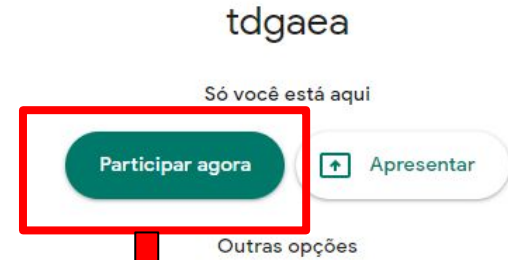 tdgaea
Só você está aqui
Participar agora
Apresentar
Outras opções